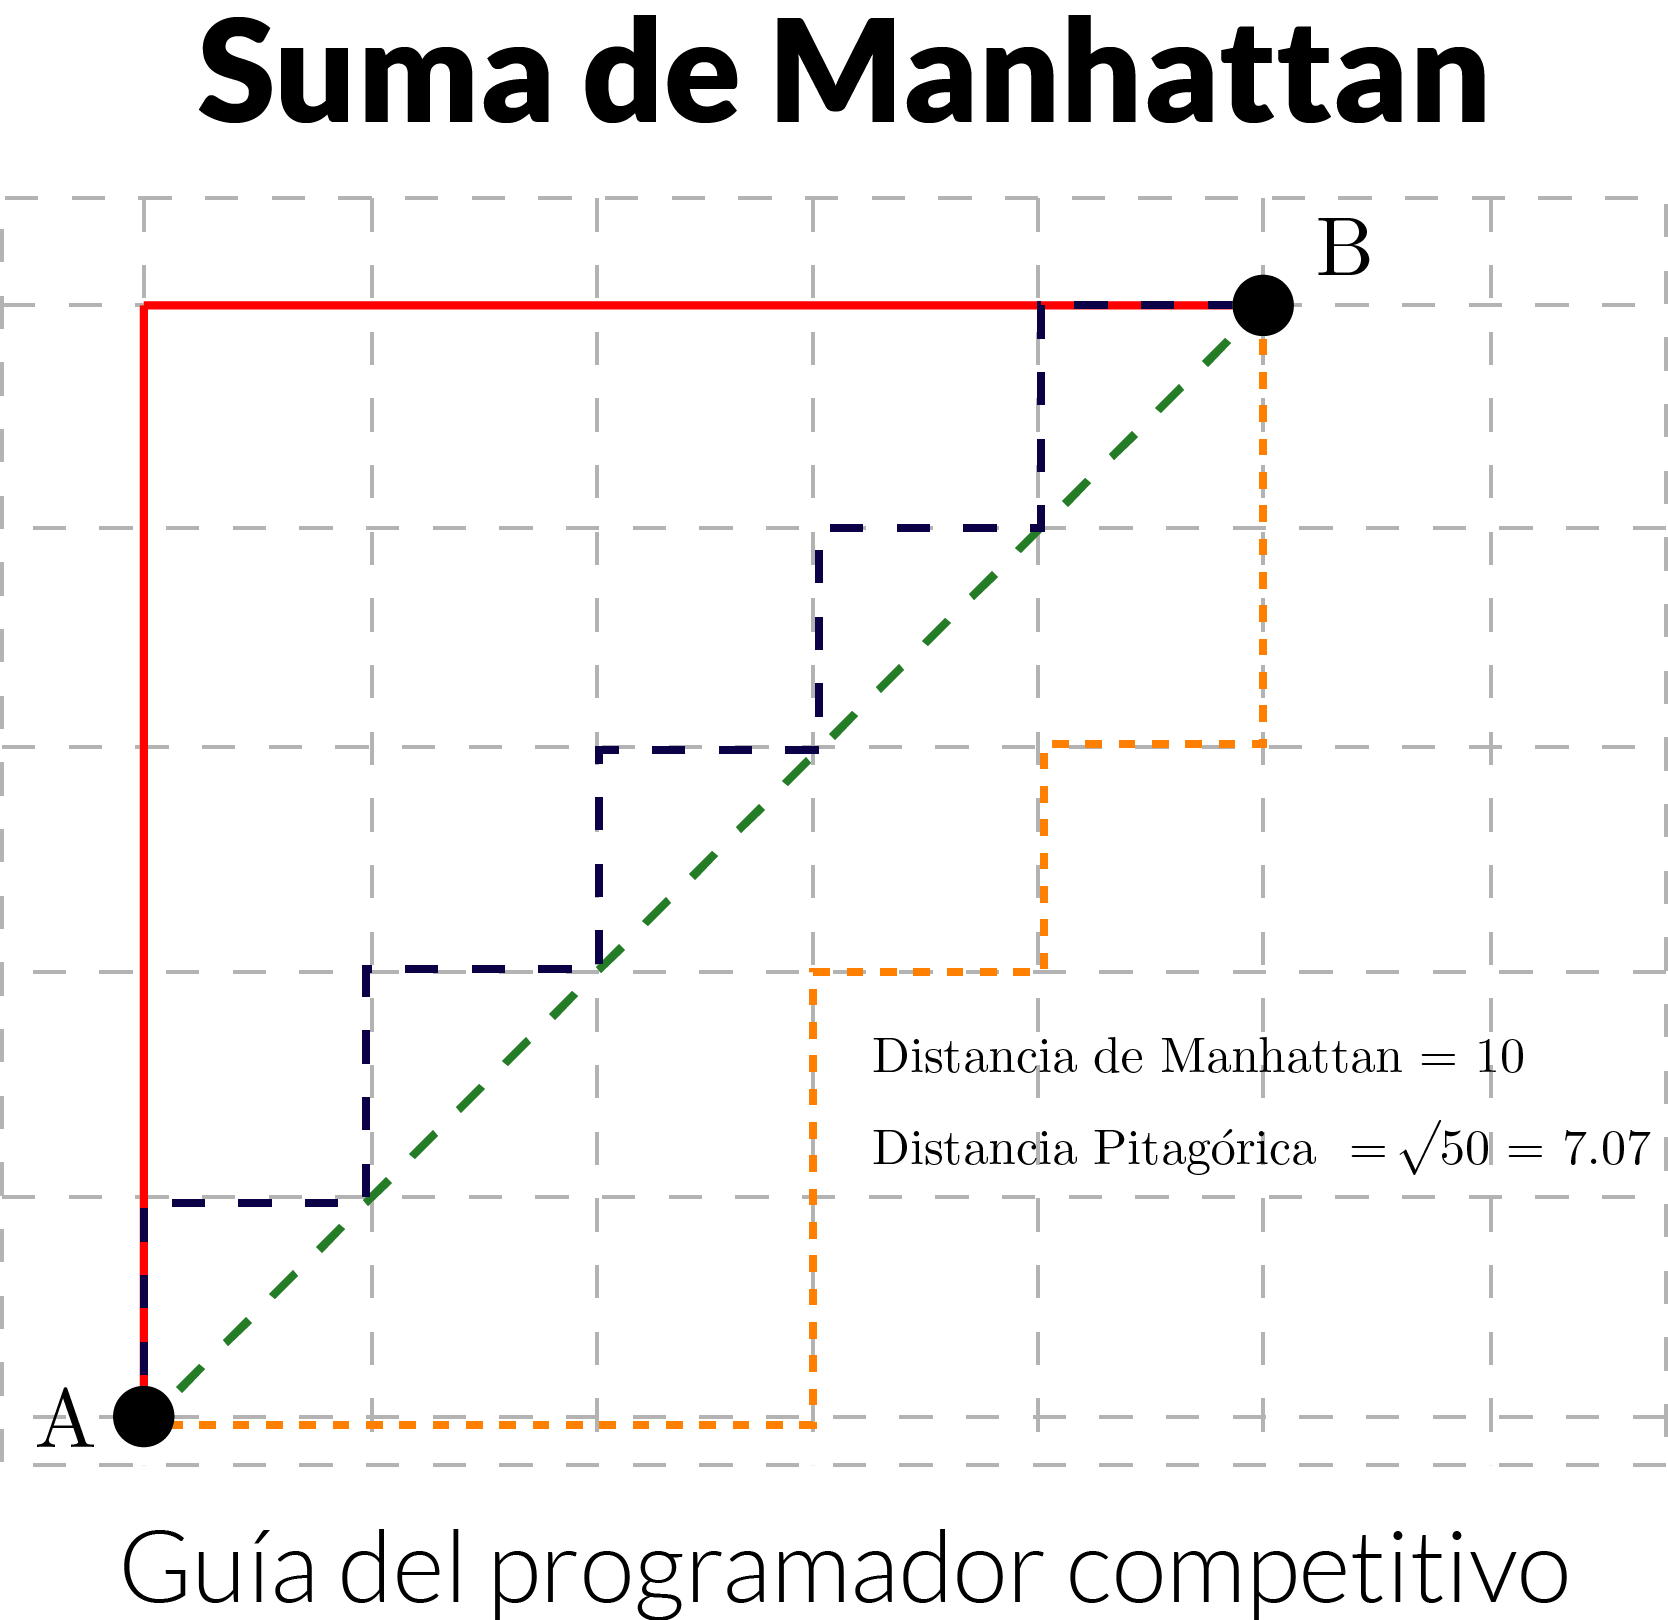 Suma de Manhattan
B
Distancia de Manhattan = 10
Distancia Pitagórica = √50 = 7.07
A
Guía del programador competitivo